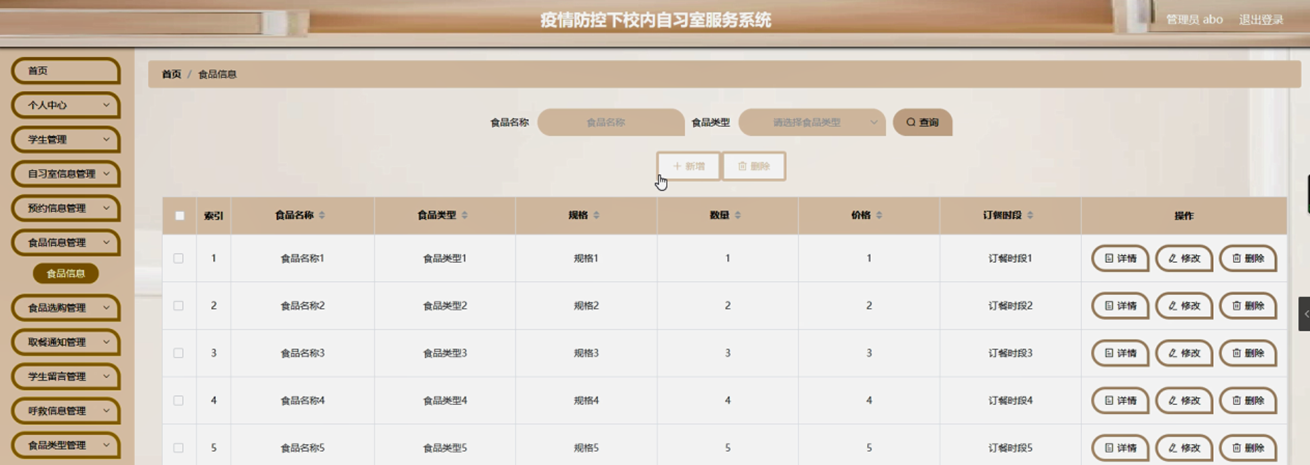 疫情防控下校内自习室服务系统
管理员 abo 退出登录
首页
个人中心
学生管理
自习室信息管理
预约信息管理
食品信息管理
食品信息
食品选购管理
取餐通知管理
学生留言管理
呼救信息管理
食品类型管理
首页 / 食品信息
食品名称 食品名称 食品类型 请选择食品类型 查询
新增 删除
索引 食品名称 食品类型 规格 数量 价格 订餐时段 操作
1 食品名称1 食品类型1 规格1 1 1 订餐时段1 详情 修改 删除
2 食品名称2 食品类型2 规格2 2 2 订餐时段2 详情 修改 删除
3 食品名称3 食品类型3 规格3 3 3 订餐时段3 详情 修改 删除
4 食品名称4 食品类型4 规格4 4 4 订餐时段4 详情 修改 删除
5 食品名称5 食品类型5 规格5 5 5 订餐时段5 详情 修改 删除